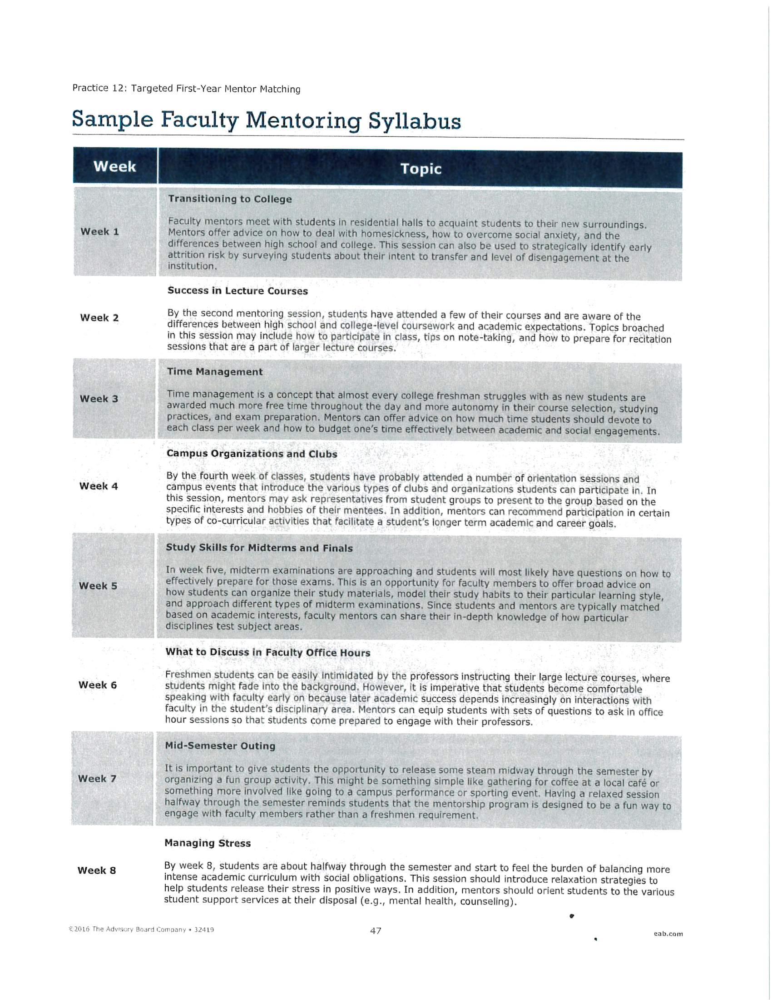 Practice 12: Targeted First-Year Mentor Matching
Sample Faculty Mentoring Syllabus
Week
Topic
Week 1
Transitioning to College
Faculty mentors meet with students in residential halls to acquaint students to their new surroundings.
Mentors offer advice on how to deal with homesickness, how to overcome social anxiety, and the
differences between high school and college. This session can also be used to strategically identify early
attrition risk by surveying students about their intent to transfer and level of disengagement at the
institution.
Week 2
Success in Lecture Courses
By the second mentoring session, students have attended a few of their courses and are aware of the
differences between high school and college-level coursework and academic expectations. Topics broached
in this session may include how to participate in class, tips on note-taking, and how to prepare for recitation
sessions that are a part of larger lecture courses.
Week 3
Time Management
Time management is a concept that almost every college freshman struggles with as new students are
awarded much more free time throughout the day and more autonomy in their course selection, studying
practices, and exam preparation. Mentors can offer advice on how much time students should devote to
each class per week and how to budget one's time effectively between academic and social engagements.
Week 4
Campus Organizations and Clubs
By the fourth week of classes, students have probably attended a number of orientation sessions and
campus events that introduce the various types of clubs and organizations students can participate in. In
this session, mentors may ask representatives from student groups to present to the group based on the
specific interests and hobbies of their mentees. In addition, mentors can recommend participation in certain
types of co-curricular activities that facilitate a student's longer term academic and career goals.
Week 5
Study Skills for Midterms and Finals
In week five, midterm examinations are approaching and students will most likely have questions on how to
effectively prepare for those exams. This is an opportunity for faculty members to offer broad advice on
how students can organize their study materials, model their study habits to their particular learning style,
and approach different types of midterm examinations. Since students and mentors are typically matched
based on academic interests, faculty mentors can share their in-depth knowledge of how particular
disciplines test subject areas.
Week 6
What to Discuss in Faculty Office Hours
Freshmen students can be easily intimidated by the professors instructing their large lecture courses, where
students might fade into the background. However, it is imperative that students become comfortable
speaking with faculty early on because later academic success depends increasingly on interactions with
faculty in the student's disciplinary area. Mentors can equip students with sets of questions to ask in office
hour sessions so that students come prepared to engage with their professors.
Week 7
Mid-Semester Outing
It is important to give students the opportunity to release some steam midway through the semester by
organizing a fun group activity. This might be something simple like gathering for coffee at a local café or
something more involved like going to a campus performance or sporting event. Having a relaxed session
halfway through the semester reminds students that the mentorship program is designed to be a fun way to
engage with faculty members rather than a freshmen requirement.
Week 8
Managing Stress
By week 8, students are about halfway through the semester and start to feel the burden of balancing more
intense academic curriculum with social obligations. This session should introduce relaxation strategies to
help students release their stress in positive ways. In addition, mentors should orient students to the various
student support services at their disposal (e.g., mental health, counseling).
©2016 The Advisory Board Company • 32419
47
eab.com